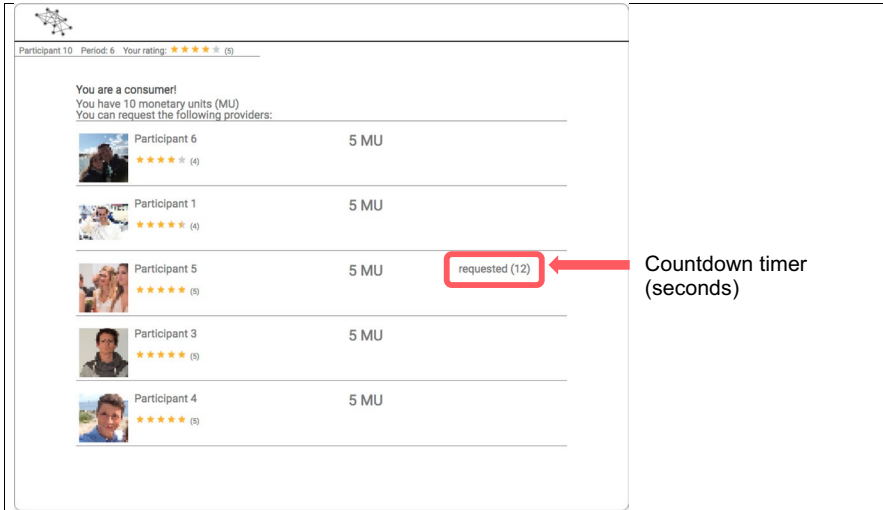 Participant 10 Period: 6 Your rating: ★ ★ ★ ★ ★ (5)
You are a consumer!
You have 10 monetary units (MU)
You can request the following providers:
Participant 6 5 MU
★ ★ ★ ★ ★ (4)
Participant 1 5 MU
★ ★ ★ ★ ★ (4)
Participant 5 5 MU requested (12)
★ ★ ★ ★ ★ (5)
Countdown timer
(seconds)
Participant 3 5 MU
★ ★ ★ ★ ★ (5)
Participant 4 5 MU
★ ★ ★ ★ ★ (5)